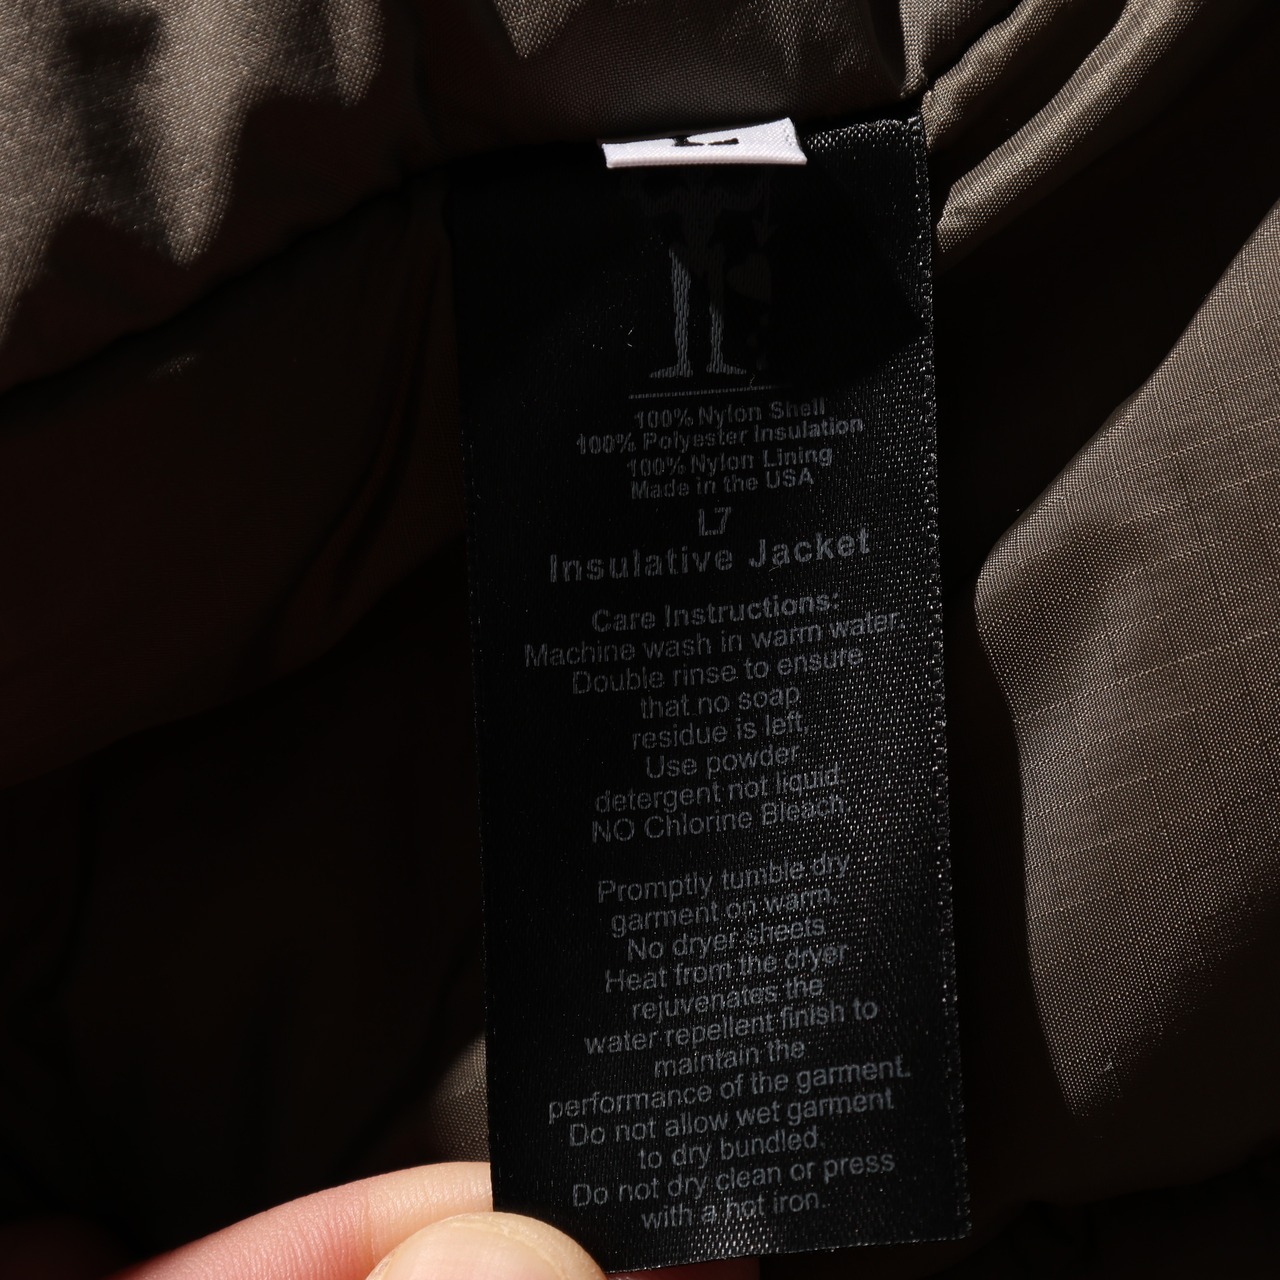 100% Nylon Shell
100% Polyester Insulation
100% Nylon Lining
Made in the USA
L7
Insulative Jacket
Care Instructions:
Machine wash in warm water.
Double rinse to ensure
that no soap
residue is left.
Use powder
detergent not liquid.
NO Chlorine Bleach.
Promptly tumble dry
garment on warm.
No dryer sheets
Heat from the dryer
rejuvenates the
water repellent finish to
maintain the
performance of the garment.
Do not allow wet garment
to dry bundled.
Do not dry clean or press
with a hot iron.